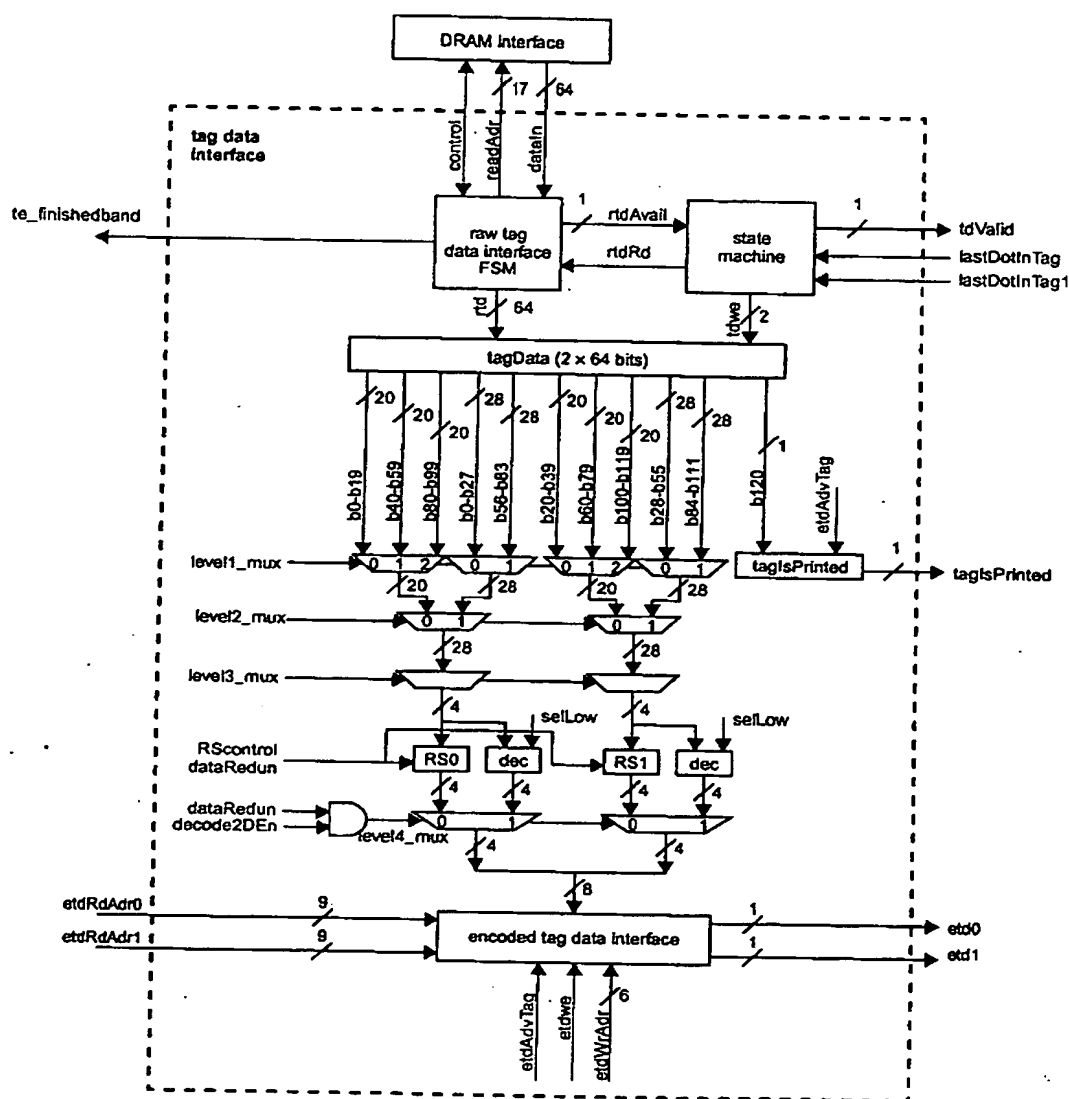 DRAM Interface
17
64
tag data
interface
control
readAdr
dataIn
te_finishedband
raw tag
data interface
FSM
1
rtdAvail
rtdRd
state
machine
1
tdValid
lastDotInTag
lastDotInTag1
rtd
64
tdwe
2
tagData (2 x 64 bits)
20
20
20
28
28
20
20
20
28
28
1
b0-b19
b40-b59
b80-b99
b0-b27
b56-b83
b20-b39
b60-b79
b100-b119
b28-b55
b84-b111
b120
etdAdvTag
level1_mux
0 1 2
0 1
0 1 2
0 1
tagIsPrinted
1
tagIsPrinted
20
28
20
28
level2_mux
0 1
0 1
28
28
level3_mux
4
selLow
4
selLow
RScontrol
dataRedun
RS0
dec
RS1
dec
4
4
4
4
dataRedun
decode2DEn
level4_mux
0 1
0 1
4
4
8
etdRdAdr0
9
etdRdAdr1
9
encoded tag data interface
1
etd0
1
etd1
etdAdvTag
etdwe
etdWrAdr
6